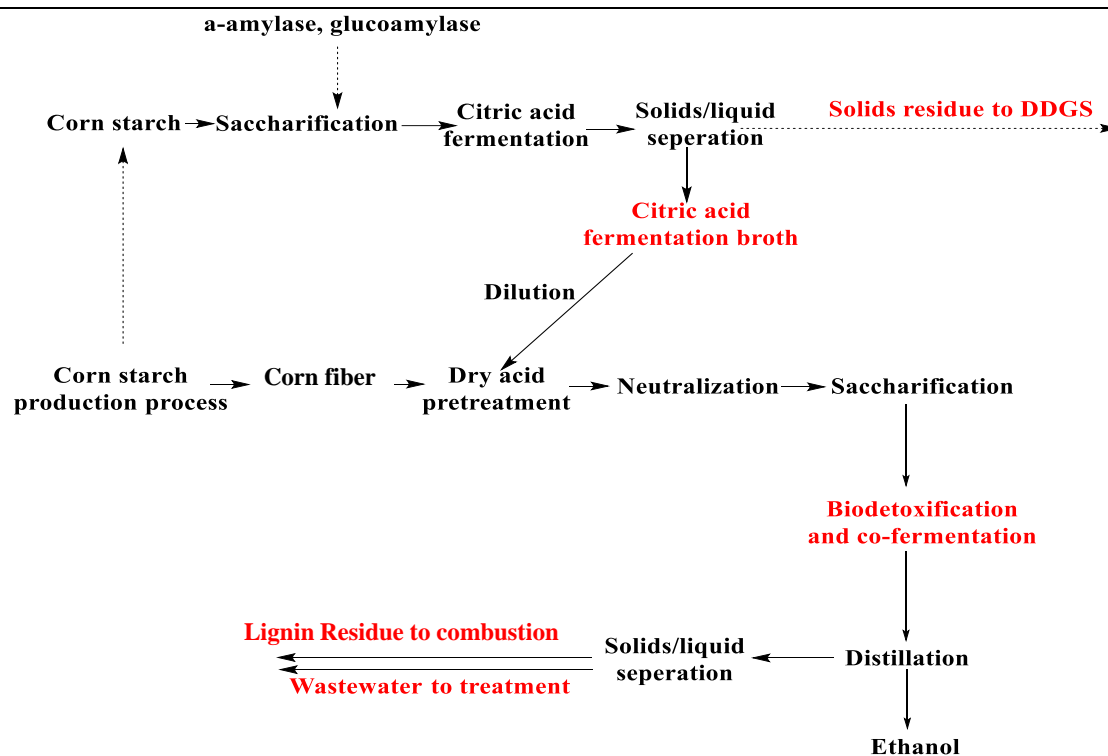 a-amylase, glucoamylase
Corn starch
Saccharification
Citric acid
fermentation
Solids/liquid
seperation
Solids residue to DDGS
Citric acid
fermentation broth
Dilution
Corn starch
production process
Corn fiber
Dry acid
pretreatment
Neutralization
Saccharification
Biodetoxification
and co-fermentation
Lignin Residue to combustion
Wastewater to treatment
Solids/liquid
seperation
Distillation
Ethanol